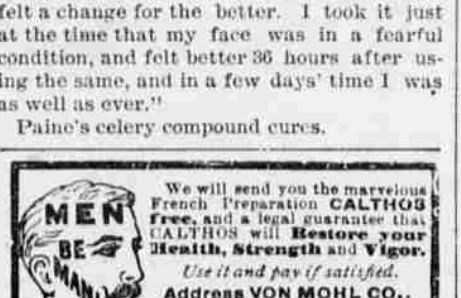 felt a change for the better. I took it just
at the time that my face was in a fearful
condition, and felt better 36 hours after us-
ing the same, and in a few days' time I was
as well as ever."
Paine's celery compound cures.
MEN
BE
MAN
We will send you the marvelous
French Preparation CALTHOS
free, and a legal guarantee that
CALTHOS will Restore your
Health, Strength and Vigor.
Use it and pay if satisfied.
Address VON MOHL CO.,